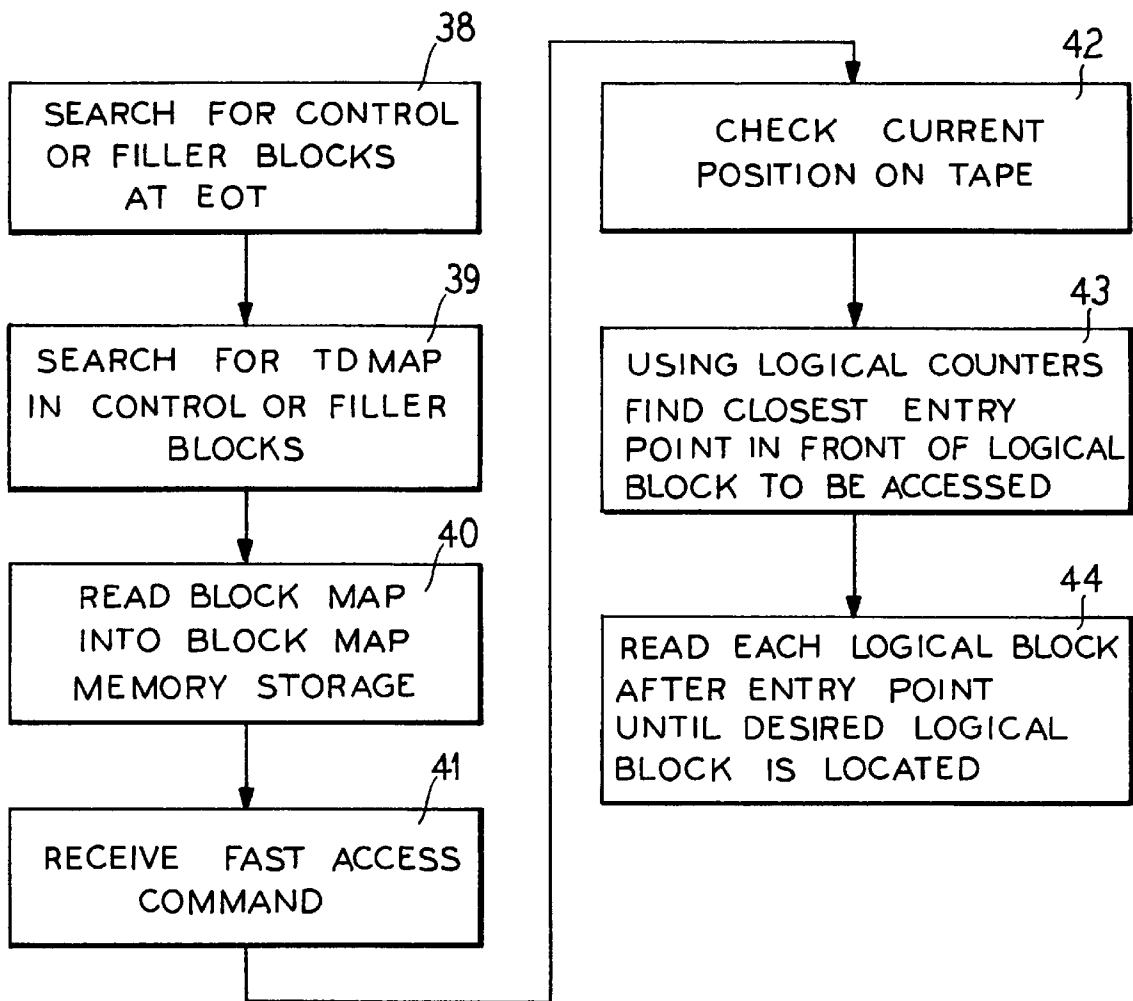 38
SEARCH FOR CONTROL
OR FILLER BLOCKS
AT EOT
39
SEARCH FOR TD MAP
IN CONTROL OR FILLER
BLOCKS
40
READ BLOCK MAP
INTO BLOCK MAP
MEMORY STORAGE
41
RECEIVE FAST ACCESS
COMMAND
42
CHECK CURRENT
POSITION ON TAPE
43
USING LOGICAL COUNTERS
FIND CLOSEST ENTRY
POINT IN FRONT OF LOGICAL
BLOCK TO BE ACCESSED
44
READ EACH LOGICAL BLOCK
AFTER ENTRY POINT
UNTIL DESIRED LOGICAL
BLOCK IS LOCATED